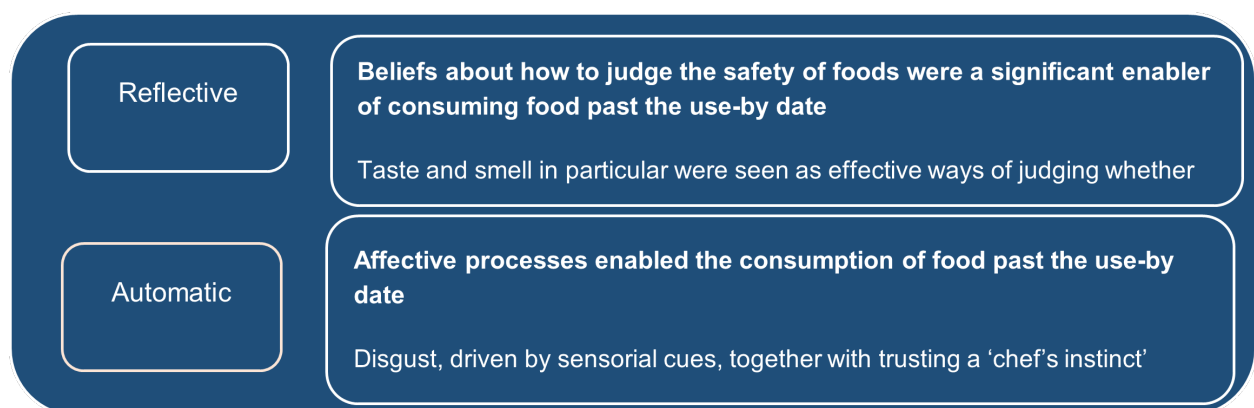 Reflective
Beliefs about how to judge the safety of foods were a significant enabler
of consuming food past the use-by date
Taste and smell in particular were seen as effective ways of judging whether
Automatic
Affective processes enabled the consumption of food past the use-by
date
Disgust, driven by sensorial cues, together with trusting a ‘chef’s instinct’